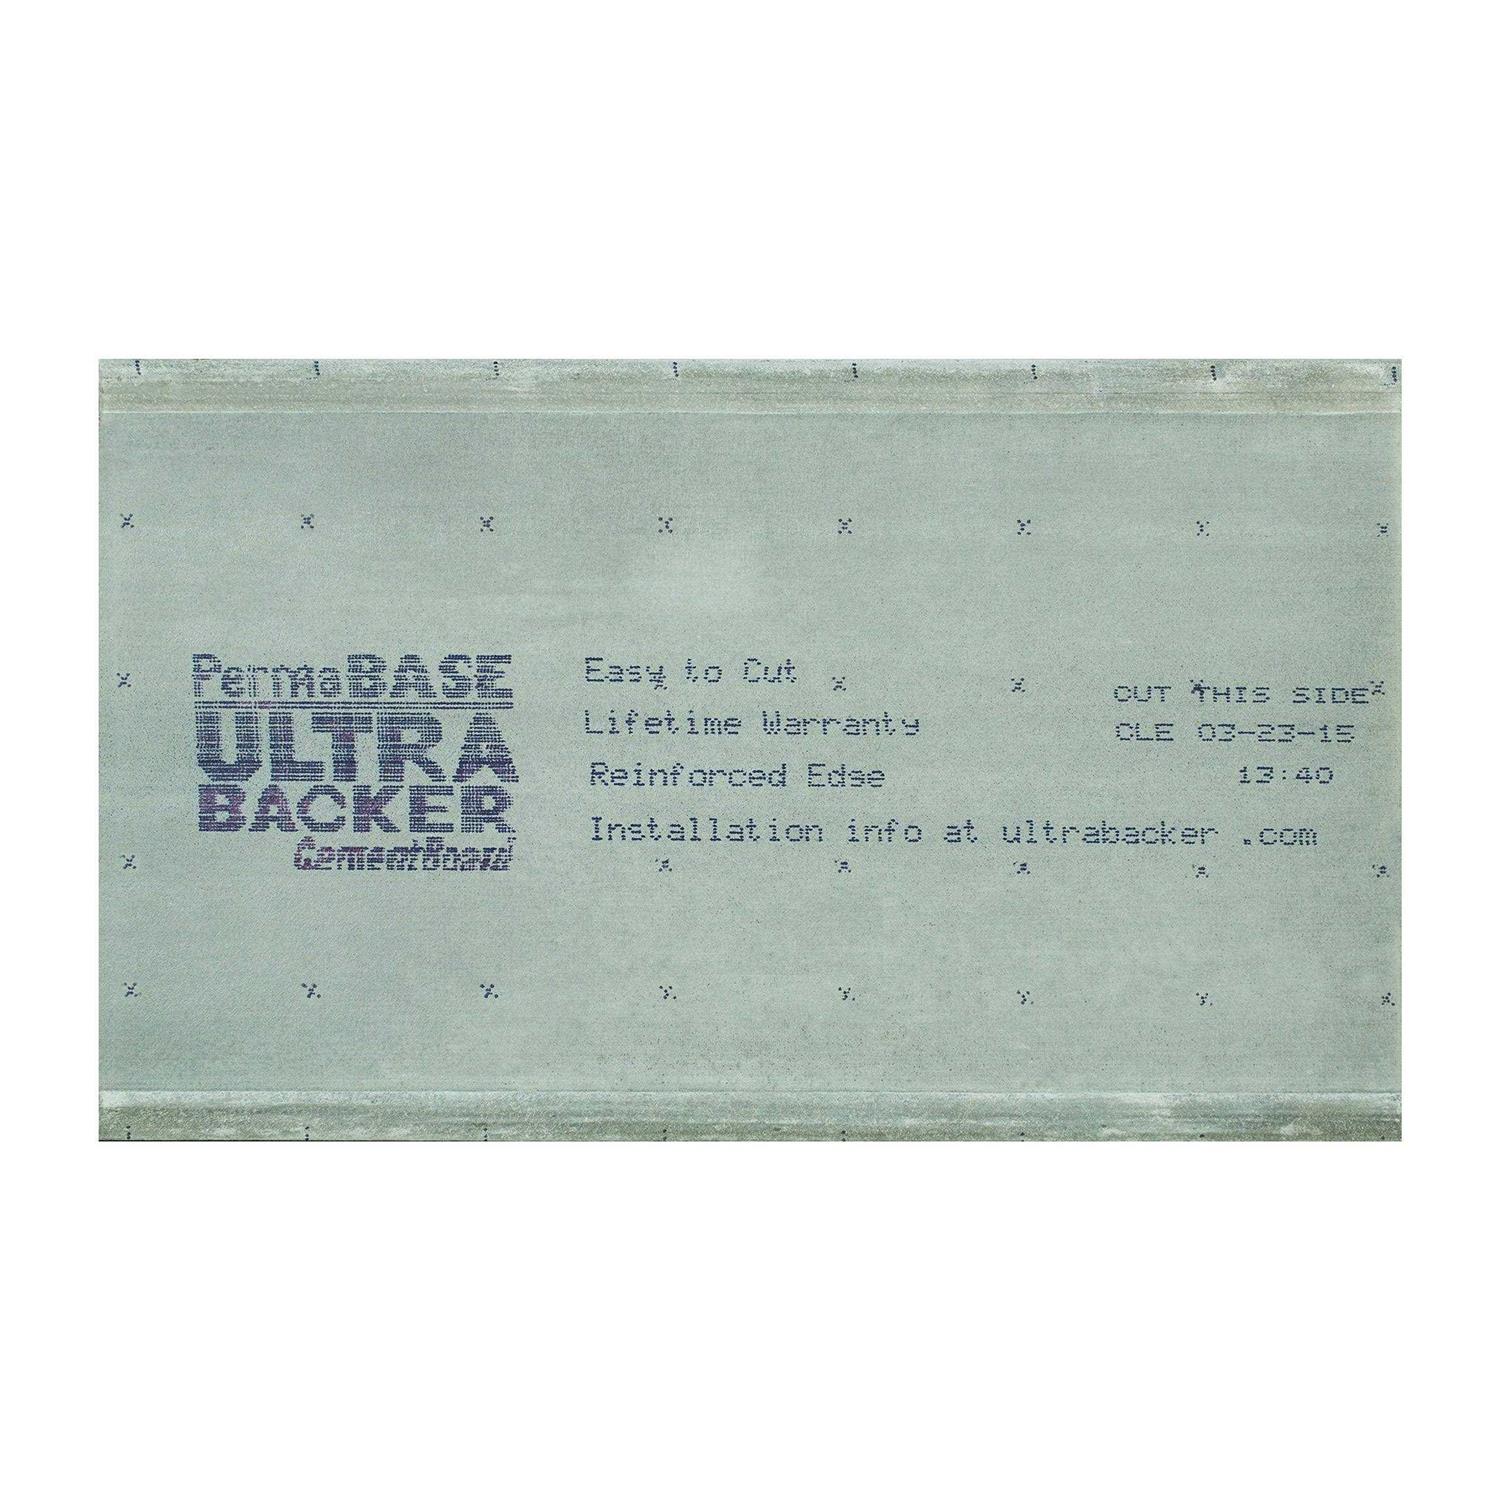 PermaBASE
ULTRA
BACKER
CementBoard
Easy to Cut
Lifetime Warranty
Reinforced Edge
Installation info at ultrabacker .com
CUT THIS SIDE
CLE 03-23-15
13:40